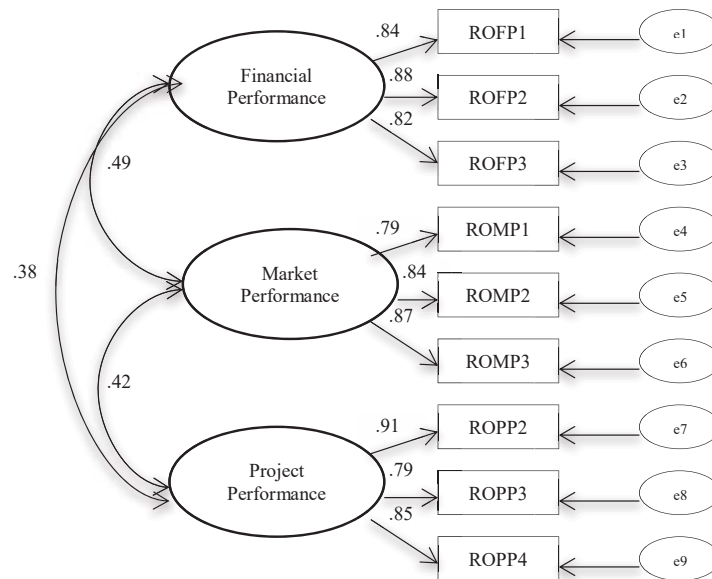 .84
ROFP1
e1
Financial
Performance
.88
ROFP2
e2
.82
ROFP3
e3
.49
.79
ROMP1
e4
.38
Market
Performance
.84
ROMP2
e5
.87
ROMP3
e6
.42
.91
ROPP2
e7
Project
Performance
.79
ROPP3
e8
.85
ROPP4
e9